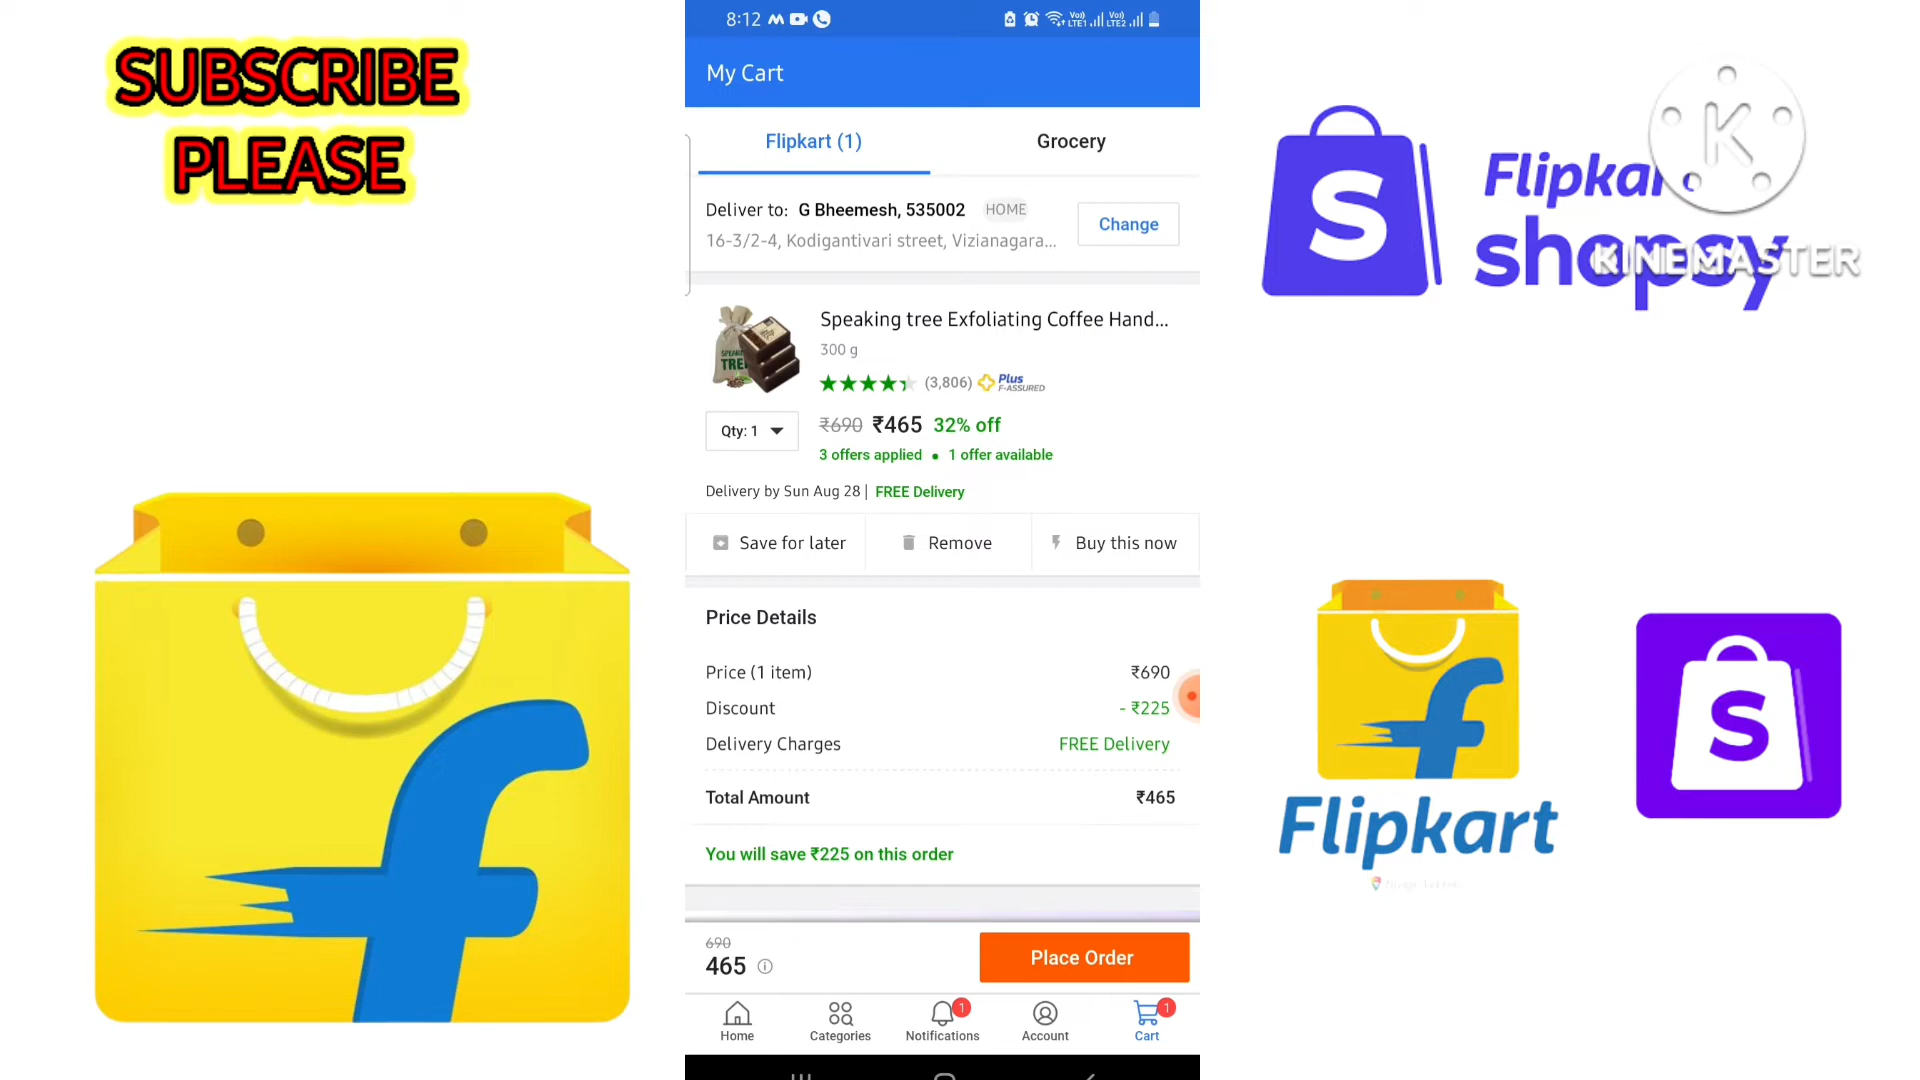 SUBSCRIBE
PLEASE
8:12
My Cart
Flipkart (1)
Grocery
Deliver to: G Bheemesh, 535002 HOME
16-3/2-4, Kodigantivari street, Vizianagara...
Change
Speaking tree Exfoliating Coffee Hand...
300 g
(3,806) Plus F-ASSURED
Qty: 1
₹690 ₹465 32% off
3 offers applied • 1 offer available
Delivery by Sun Aug 28 | FREE Delivery
Save for later
Remove
Buy this now
Price Details
Price (1 item) ₹690
Discount - ₹225
Delivery Charges FREE Delivery
Total Amount ₹465
You will save ₹225 on this order
690
465
Place Order
1
1
Home
Categories
Notifications
Account
Cart
S
Flipkar
shopsy
K
KINEMASTER
f
f
Flipkart
S